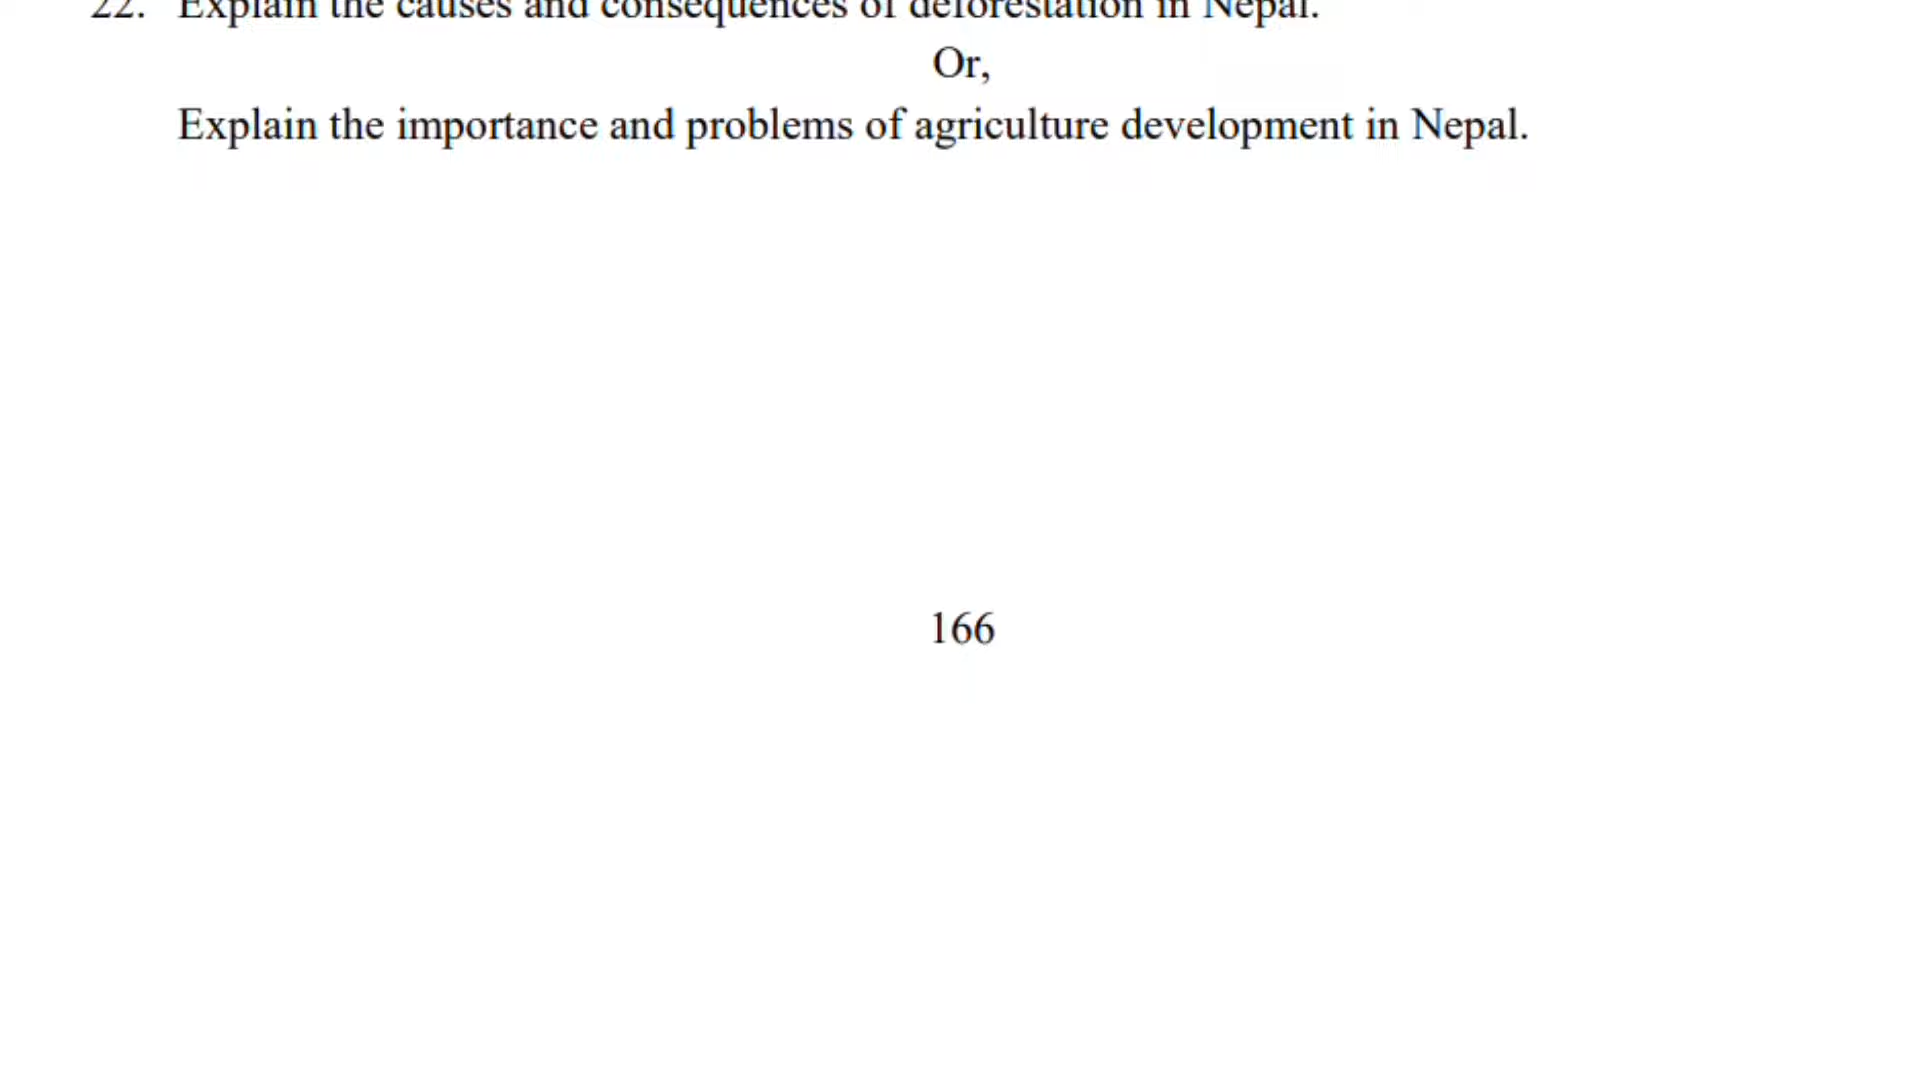 22. Explain the causes and consequences of deforestation in Nepal.
Or,
Explain the importance and problems of agriculture development in Nepal.
166